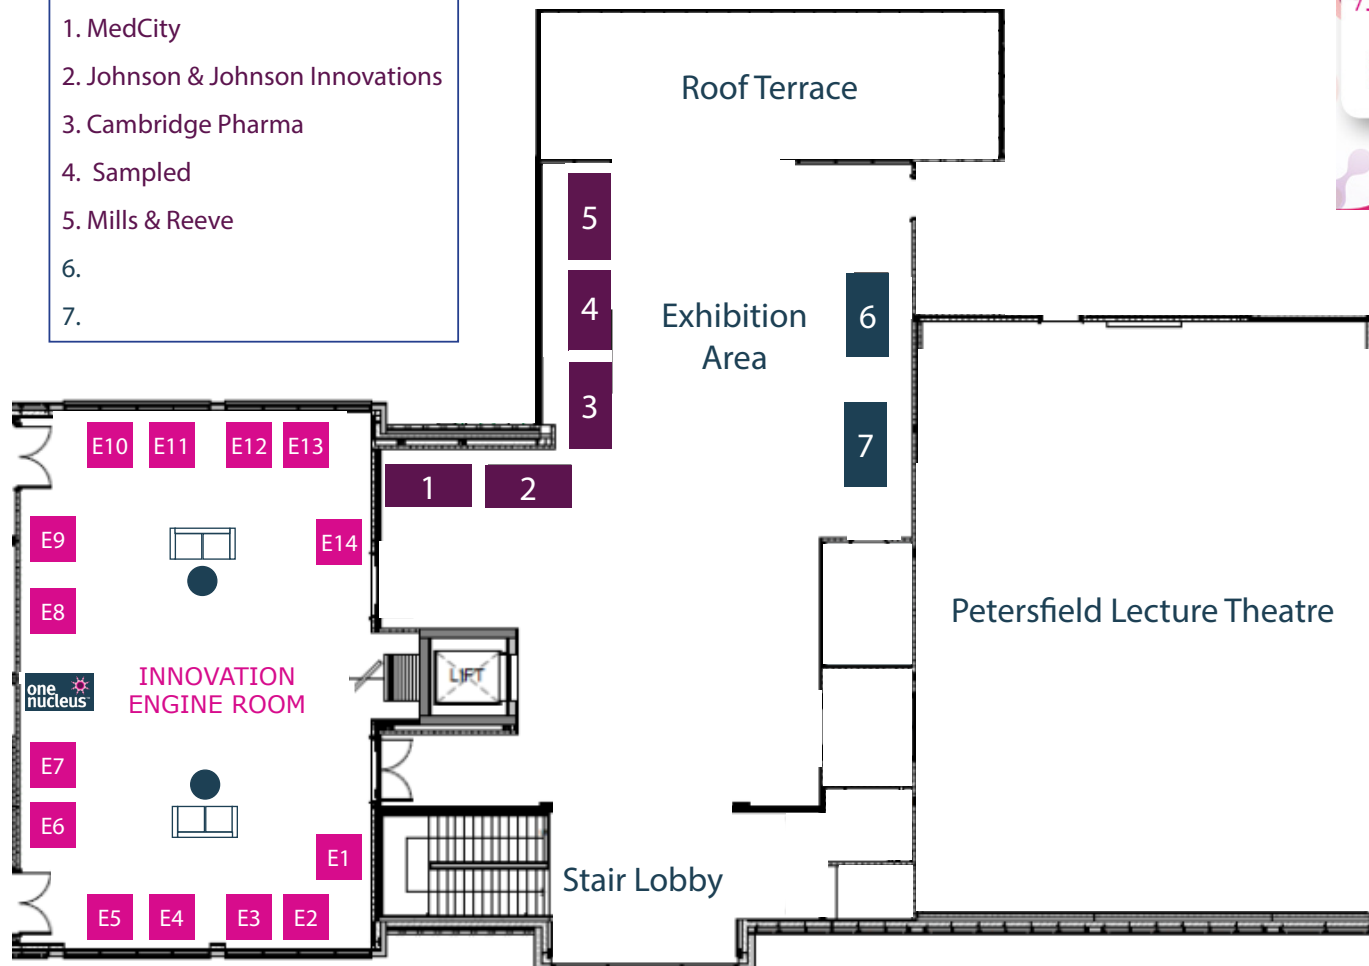 1. MedCity
2. Johnson & Johnson Innovations
3. Cambridge Pharma
4. Sampled
5. Mills & Reeve
6.
7.
Roof Terrace
5
4
3
Exhibition
Area
6
7
1
2
E10 E11 E12 E13
E9
E14
E8
one
nucleus
INNOVATION
ENGINE ROOM
LIFT
E7
E6
E1
E5 E4 E3 E2
Stair Lobby
Petersfield Lecture Theatre